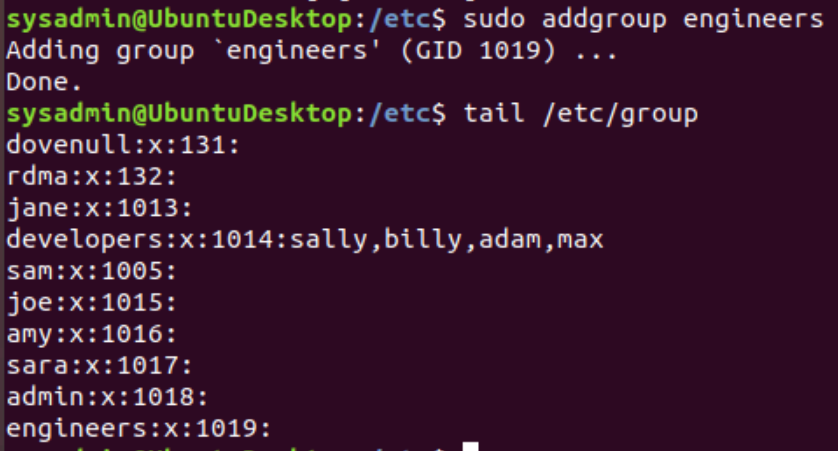 sysadmin@UbuntuDesktop:/etc$ sudo addgroup engineers
Adding group `engineers' (GID 1019) ...
Done.
sysadmin@UbuntuDesktop:/etc$ tail /etc/group
dovenull:x:131:
rdma:x:132:
jane:x:1013:
developers:x:1014:sally,billy,adam,max
sam:x:1005:
joe:x:1015:
amy:x:1016:
sara:x:1017:
admin:x:1018:
engineers:x:1019: